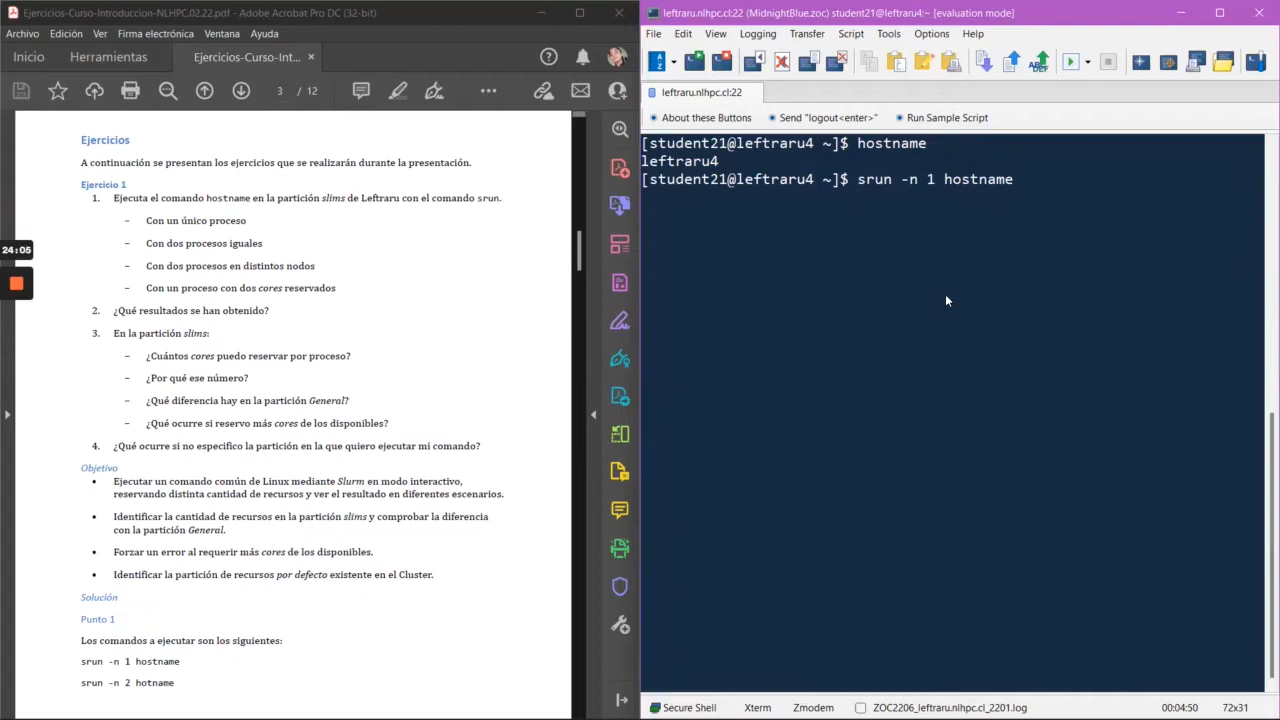 Ejercicios-Curso-Introduccion-NLHPC.02.22.pdf - Adobe Acrobat Pro DC (32-bit)
Archivo Edición Ver Firma electrónica Ventana Ayuda
Inicio Herramientas Ejercicios-Curso-Int... ×
3 / 12
Ejercicios
A continuación se presentan los ejercicios que se realizarán durante la presentación.
Ejercicio 1
1. Ejecuta el comando hostname en la partición slims de Leftraru con el comando srun.
– Con un único proceso
– Con dos procesos iguales
– Con dos procesos en distintos nodos
– Con un proceso con dos cores reservados
2. ¿Qué resultados se han obtenido?
3. En la partición slims:
– ¿Cuántos cores puedo reservar por proceso?
– ¿Por qué ese número?
– ¿Qué diferencia hay en la partición General?
– ¿Qué ocurre si reservo más cores de los disponibles?
4. ¿Qué ocurre si no especifico la partición en la que quiero ejecutar mi comando?
Objetivo
• Ejecutar un comando común de Linux mediante Slurm en modo interactivo,
reservando distinta cantidad de recursos y ver el resultado en diferentes escenarios.
• Identificar la cantidad de recursos en la partición slims y comprobar la diferencia
con la partición General.
• Forzar un error al requerir más cores de los disponibles.
• Identificar la partición de recursos por defecto existente en el Cluster.
Solución
Punto 1
Los comandos a ejecutar son los siguientes:
srun -n 1 hostname
srun -n 2 hotname
24:05
leftraru.nlhpc.cl:22 (MidnightBlue.zoc) student21@leftraru4:~ [evaluation mode]
File Edit View Logging Transfer Script Tools Options Help
leftraru.nlhpc.cl:22
About these Buttons Send "logout<enter>" Run Sample Script
[student21@leftraru4 ~]$ hostname
leftraru4
[student21@leftraru4 ~]$ srun -n 1 hostname
Secure Shell Xterm Zmodem ZOC2206_leftraru.nlhpc.cl_2201.log 00:04:50 72x31